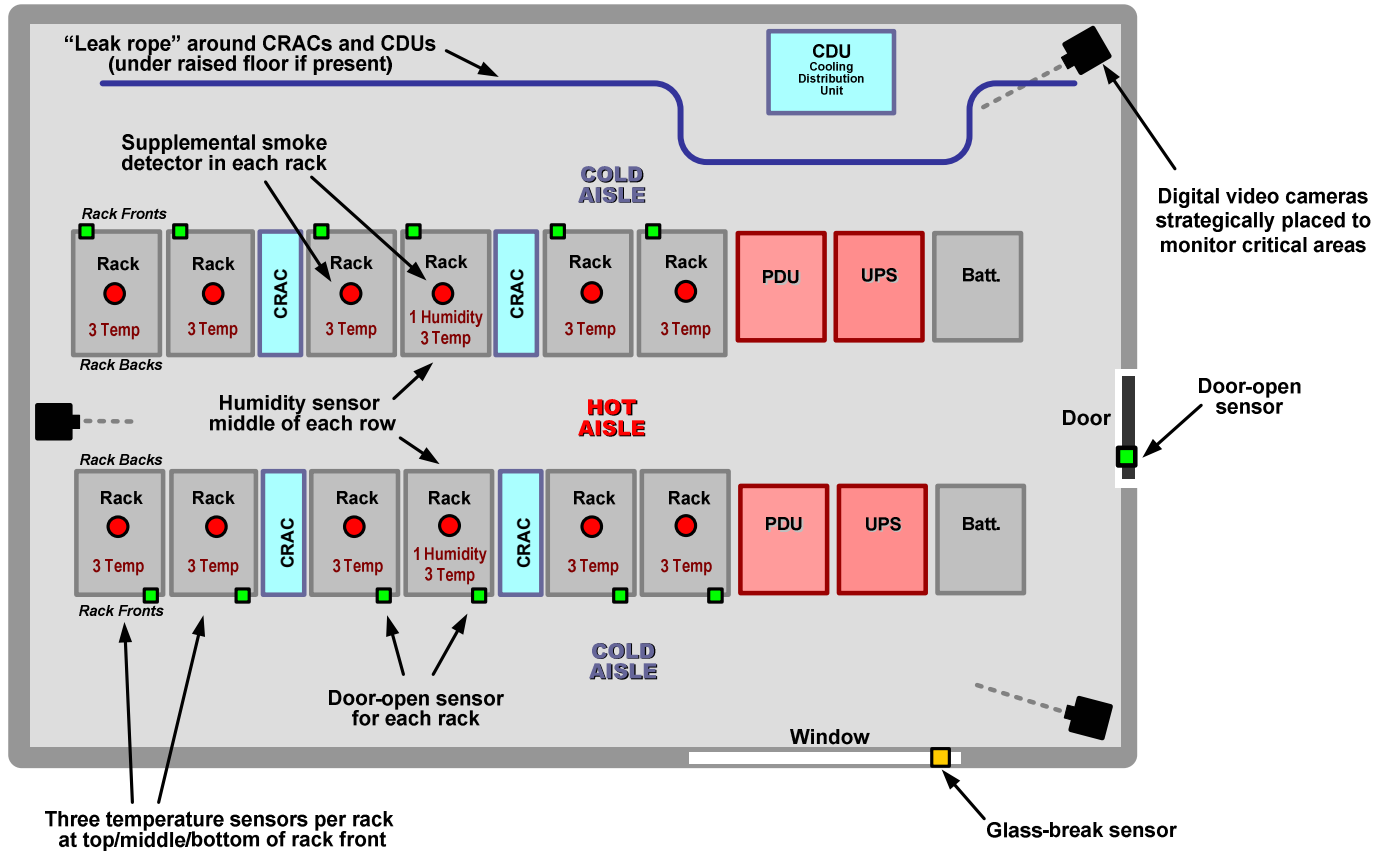 “Leak rope” around CRACs and CDUs
(under raised floor if present)
CDU
Cooling
Distribution
Unit
Supplemental smoke
detector in each rack
COLD
AISLE
Digital video cameras
strategically placed to
monitor critical areas
Rack Fronts
Rack
3 Temp
Rack
3 Temp
CRAC
Rack
3 Temp
Rack
1 Humidity
3 Temp
CRAC
Rack
3 Temp
Rack
3 Temp
PDU
UPS
Batt.
Rack Backs
Humidity sensor
middle of each row
HOT
AISLE
Door
Door-open
sensor
Rack Backs
Rack
3 Temp
Rack
3 Temp
CRAC
Rack
3 Temp
Rack
1 Humidity
3 Temp
CRAC
Rack
3 Temp
Rack
3 Temp
PDU
UPS
Batt.
Rack Fronts
COLD
AISLE
Door-open sensor
for each rack
Window
Three temperature sensors per rack
at top/middle/bottom of rack front
Glass-break sensor